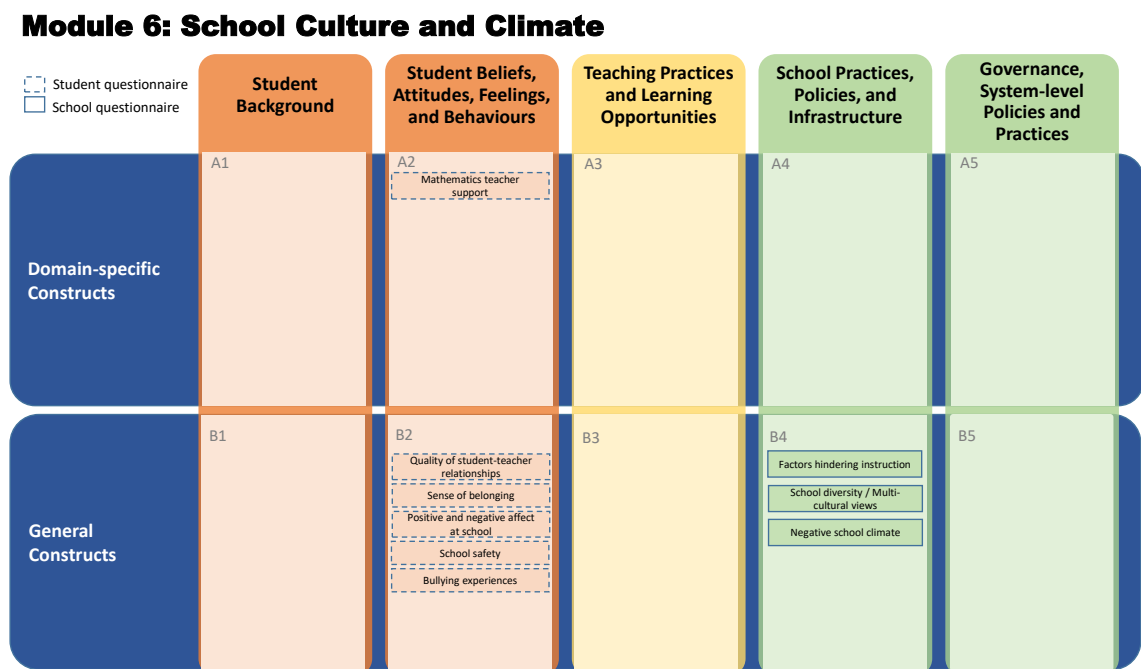 Module 6: School Culture and Climate
Student questionnaire
School questionnaire
Student
Background
Student Beliefs,
Attitudes, Feelings,
and Behaviours
Teaching Practices
and Learning
Opportunities
School Practices,
Policies, and
Infrastructure
Governance,
System-level
Policies and
Practices
Domain-specific
Constructs
A1
A2
Mathematics teacher
support
A3
A4
A5
General
Constructs
B1
B2
Quality of student-teacher
relationships
Sense of belonging
Positive and negative affect
at school
School safety
Bullying experiences
B3
B4
Factors hindering instruction
School diversity / Multi-
cultural views
Negative school climate
B5